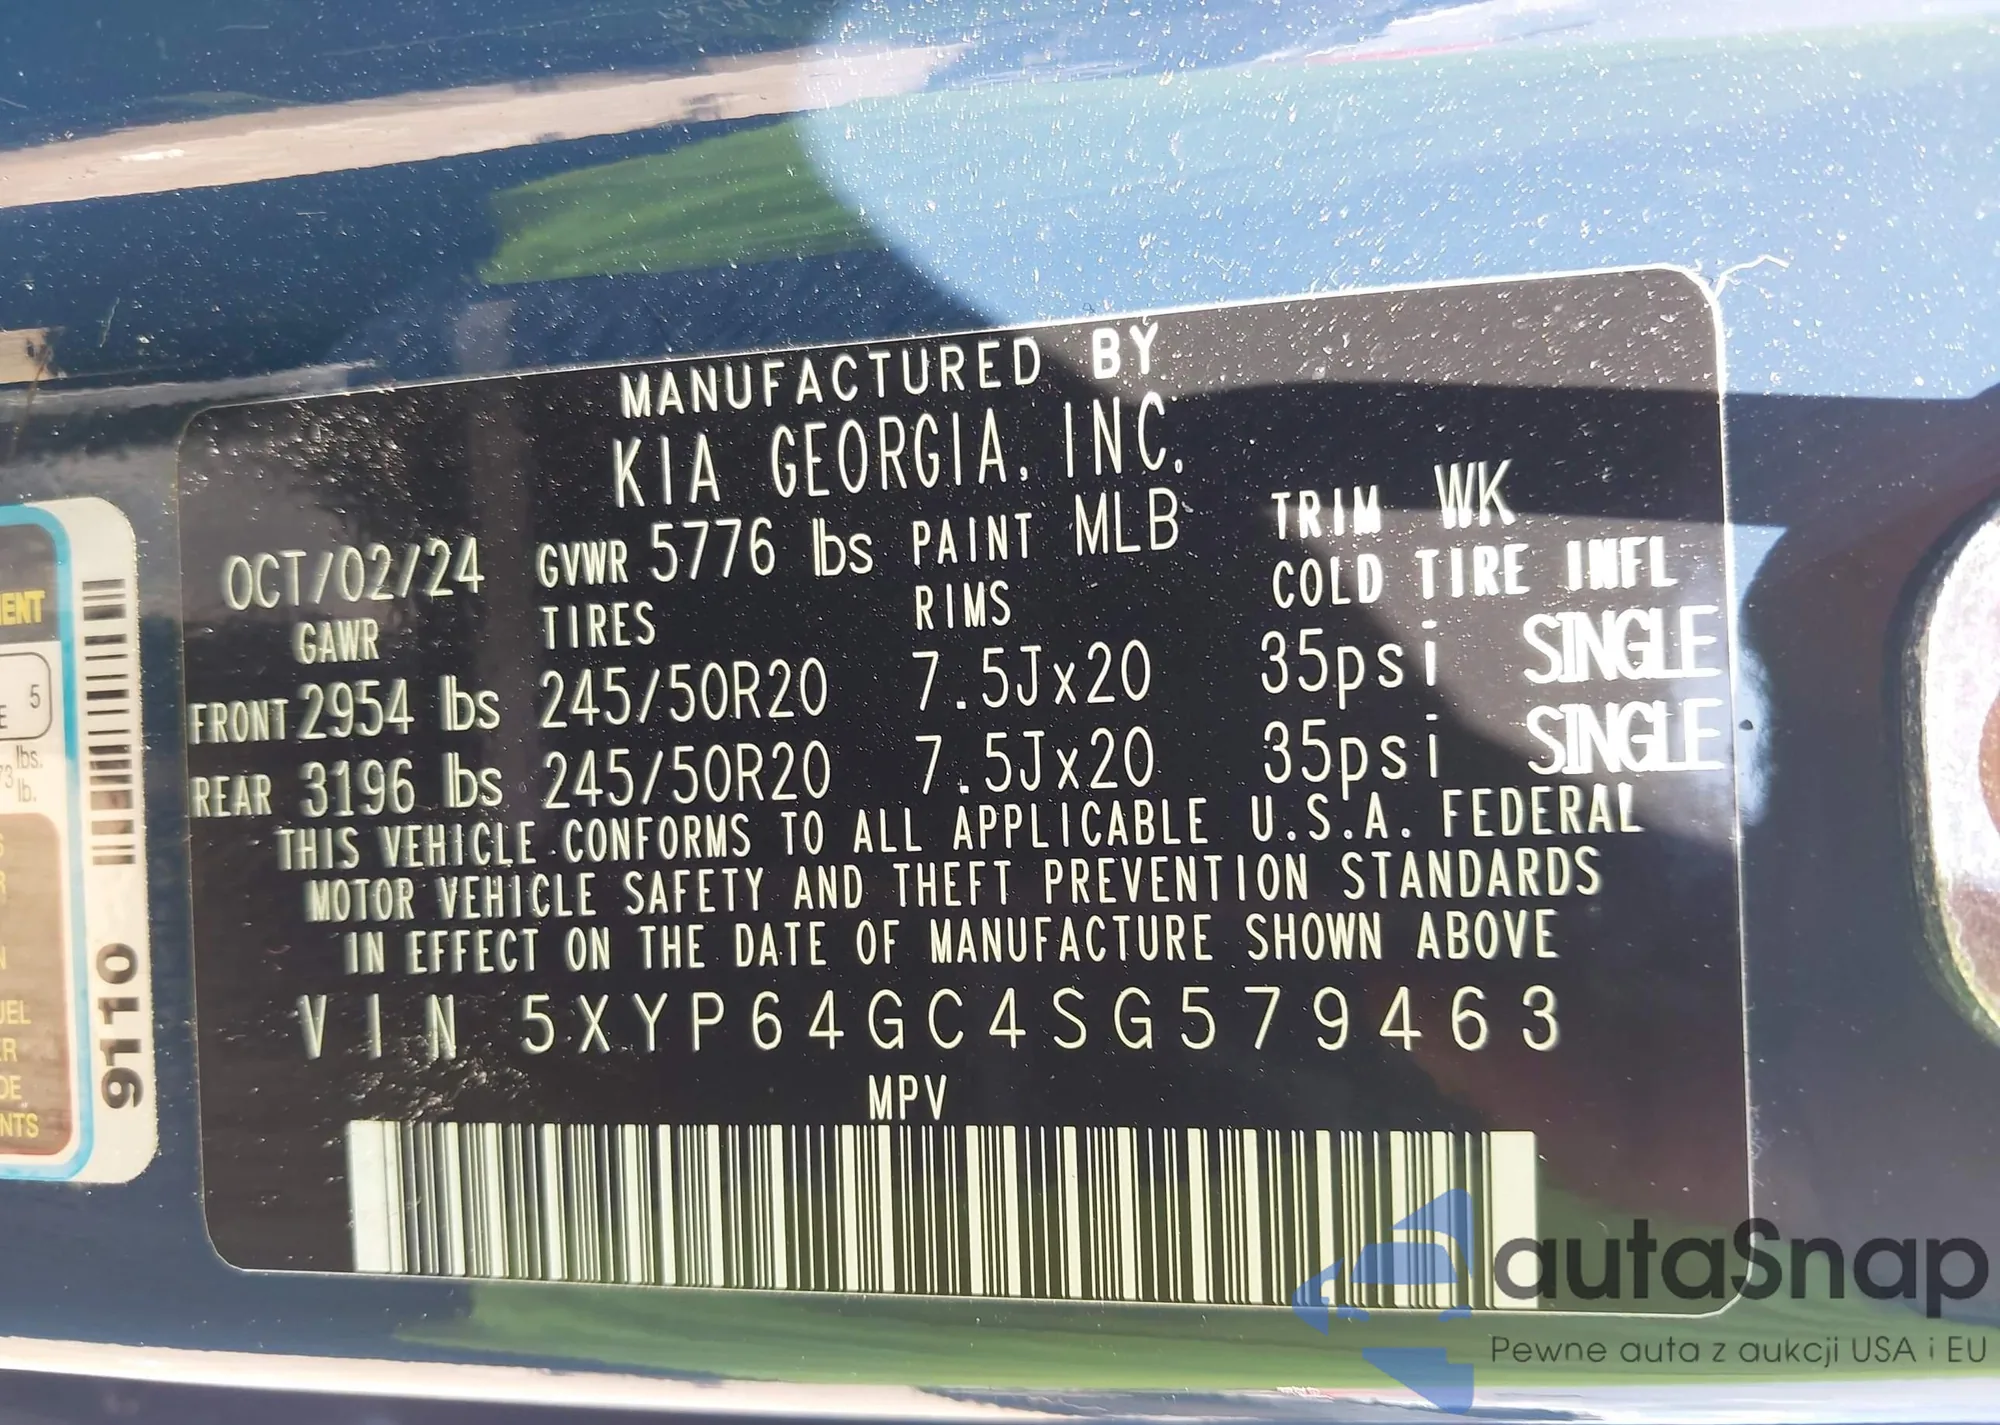 MANUFACTURED BY
KIA GEORGIA, INC.
OCT/02/24 GVWR 5776 lbs PAINT MLB TRIM WK
GAWR TIRES RIMS COLD TIRE INFL
FRONT 2954 lbs 245/50R20 7.5Jx20 35psi SINGLE
REAR 3196 lbs 245/50R20 7.5Jx20 35psi SINGLE
THIS VEHICLE CONFORMS TO ALL APPLICABLE U.S.A. FEDERAL
MOTOR VEHICLE SAFETY AND THEFT PREVENTION STANDARDS
IN EFFECT ON THE DATE OF MANUFACTURE SHOWN ABOVE
VIN 5XYP64GC4SG579463
MPV
5
lbs.
lb.
9110
autaSnap
Pewne auta z aukcji USA i EU